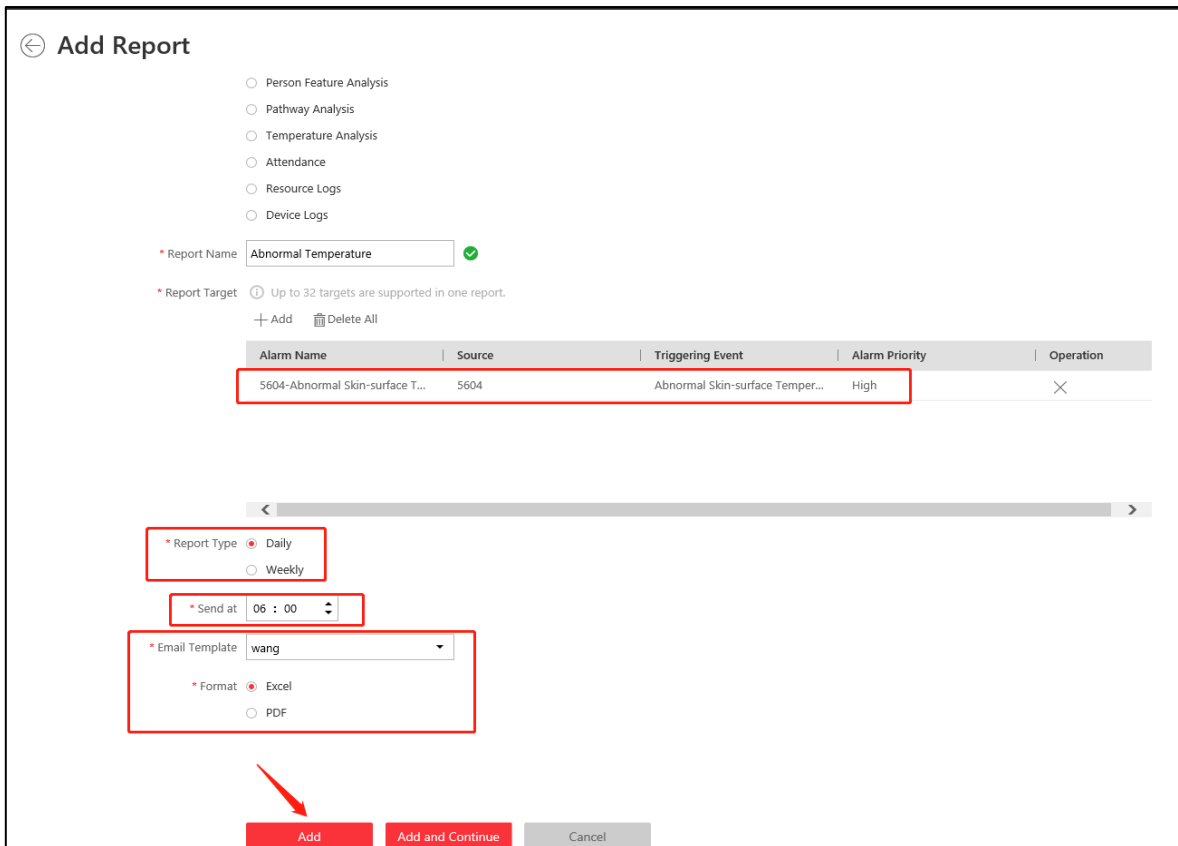 Add Report
Person Feature Analysis
Pathway Analysis
Temperature Analysis
Attendance
Resource Logs
Device Logs
* Report Name Abnormal Temperature
* Report Target Up to 32 targets are supported in one report.
Add Delete All
Alarm Name Source Triggering Event Alarm Priority Operation
5604-Abnormal Skin-surface T... 5604 Abnormal Skin-surface Temper... High
* Report Type Daily
Weekly
* Send at 06 : 00
* Email Template wang
* Format Excel
PDF
Add Add and Continue Cancel